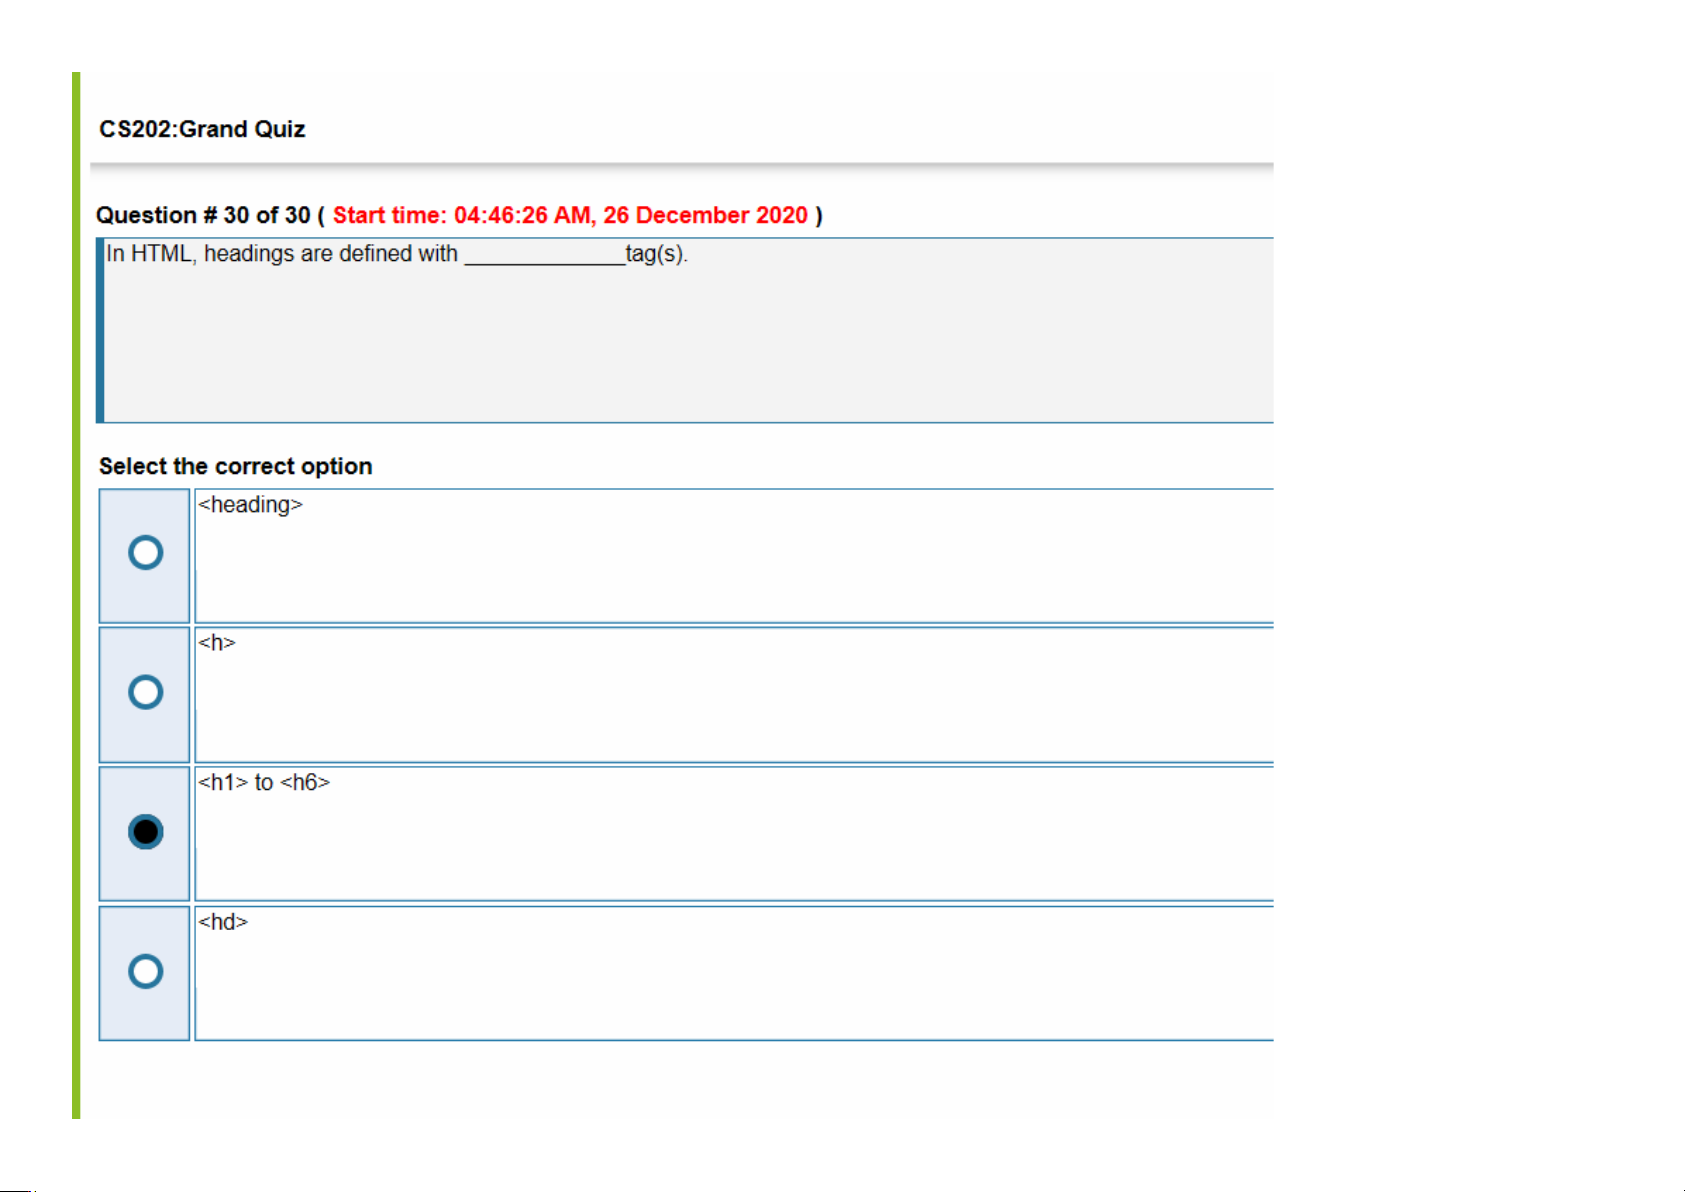 CS202:Grand Quiz
Question # 30 of 30 ( Start time: 04:46:26 AM, 26 December 2020 )
In HTML, headings are defined with _____________tag(s).
Select the correct option
<heading>
<h>
<h1> to <h6>
<hd>